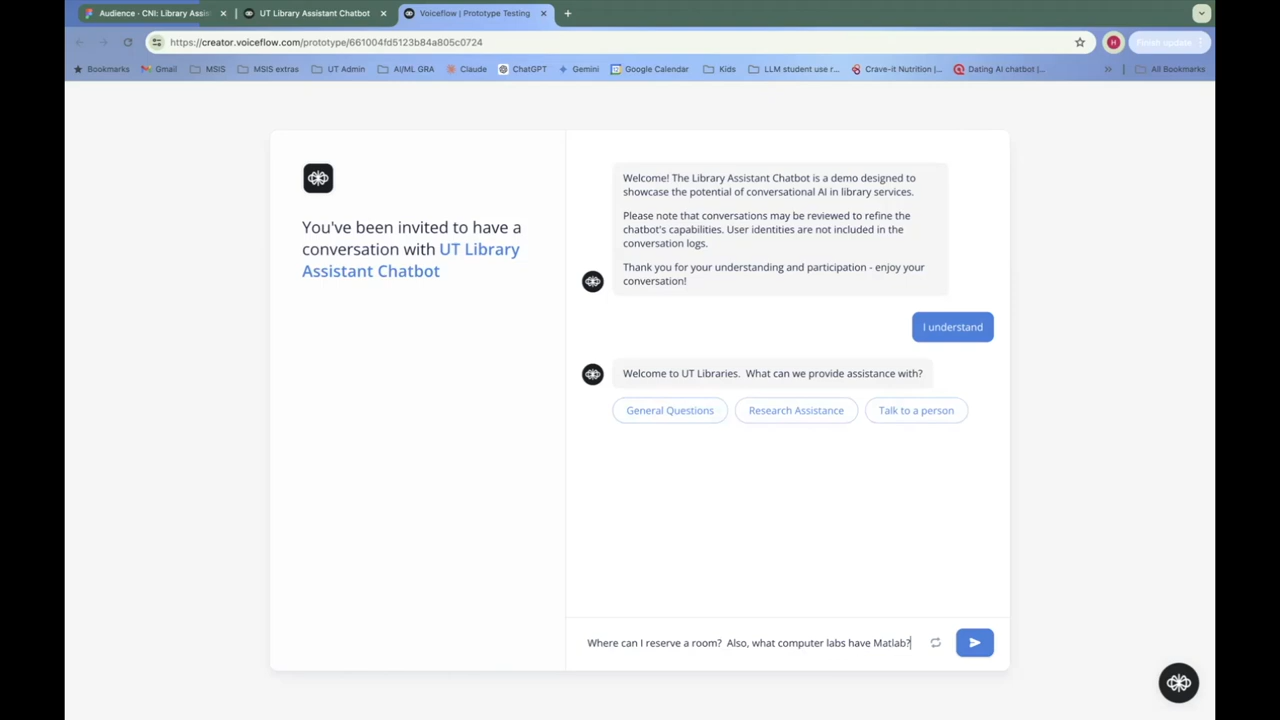 Audience · CNI: Library Assis
UT Library Assistant Chatbot
Voiceflow | Prototype Testing
https://creator.voiceflow.com/prototype/661004fd5123b84a805c0724
H
Finish update
Bookmarks
Gmail
MSIS
MSIS extras
UT Admin
AI/ML GRA
Claude
ChatGPT
Gemini
Google Calendar
Kids
LLM student use r...
Crave-it Nutrition |...
Dating AI chatbot |...
»
All Bookmarks
You've been invited to have a
conversation with UT Library
Assistant Chatbot
Welcome! The Library Assistant Chatbot is a demo designed to
showcase the potential of conversational AI in library services.
Please note that conversations may be reviewed to refine the
chatbot's capabilities. User identities are not included in the
conversation logs.
Thank you for your understanding and participation - enjoy your
conversation!
I understand
Welcome to UT Libraries. What can we provide assistance with?
General Questions
Research Assistance
Talk to a person
Where can I reserve a room? Also, what computer labs have Matlab?